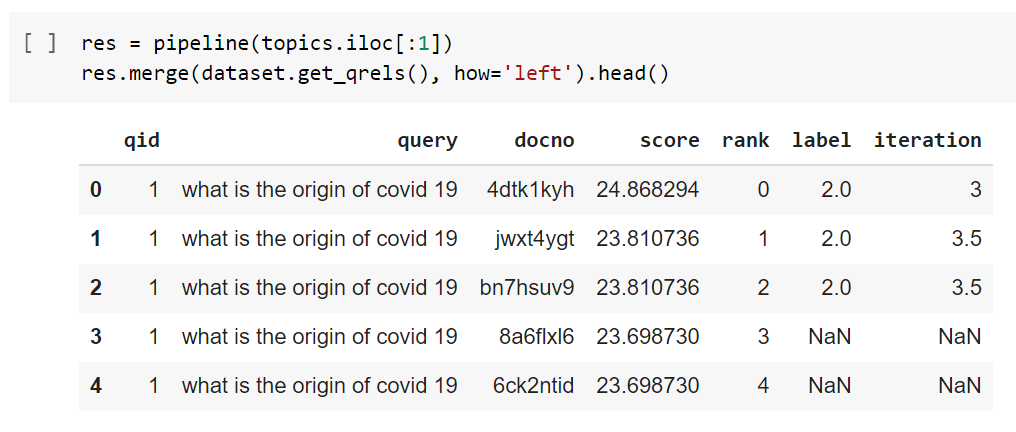 [ ] res = pipeline(topics.iloc[:1])
res.merge(dataset.get_qrels(), how='left').head()
qid query docno score rank label iteration
0 1 what is the origin of covid 19 4dtk1kyh 24.868294 0 2.0 3
1 1 what is the origin of covid 19 jwxt4ygt 23.810736 1 2.0 3.5
2 1 what is the origin of covid 19 bn7hsuv9 23.810736 2 2.0 3.5
3 1 what is the origin of covid 19 8a6flxl6 23.698730 3 NaN NaN
4 1 what is the origin of covid 19 6ck2ntid 23.698730 4 NaN NaN